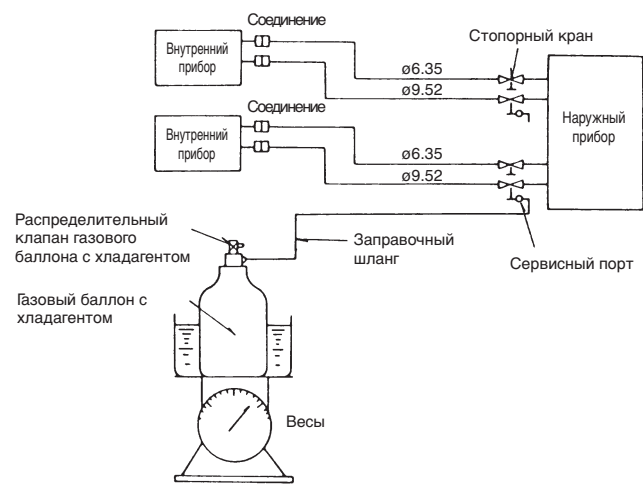 Соединение
Внутренний
прибор
Стопорный кран
ø6.35
ø9.52
Соединение
Внутренний
прибор
Наружный
прибор
ø6.35
ø9.52
Распределительный
клапан газового
баллона с хладагентом
Заправочный
шланг
Сервисный порт
Газовый баллон с
хладагентом
Весы